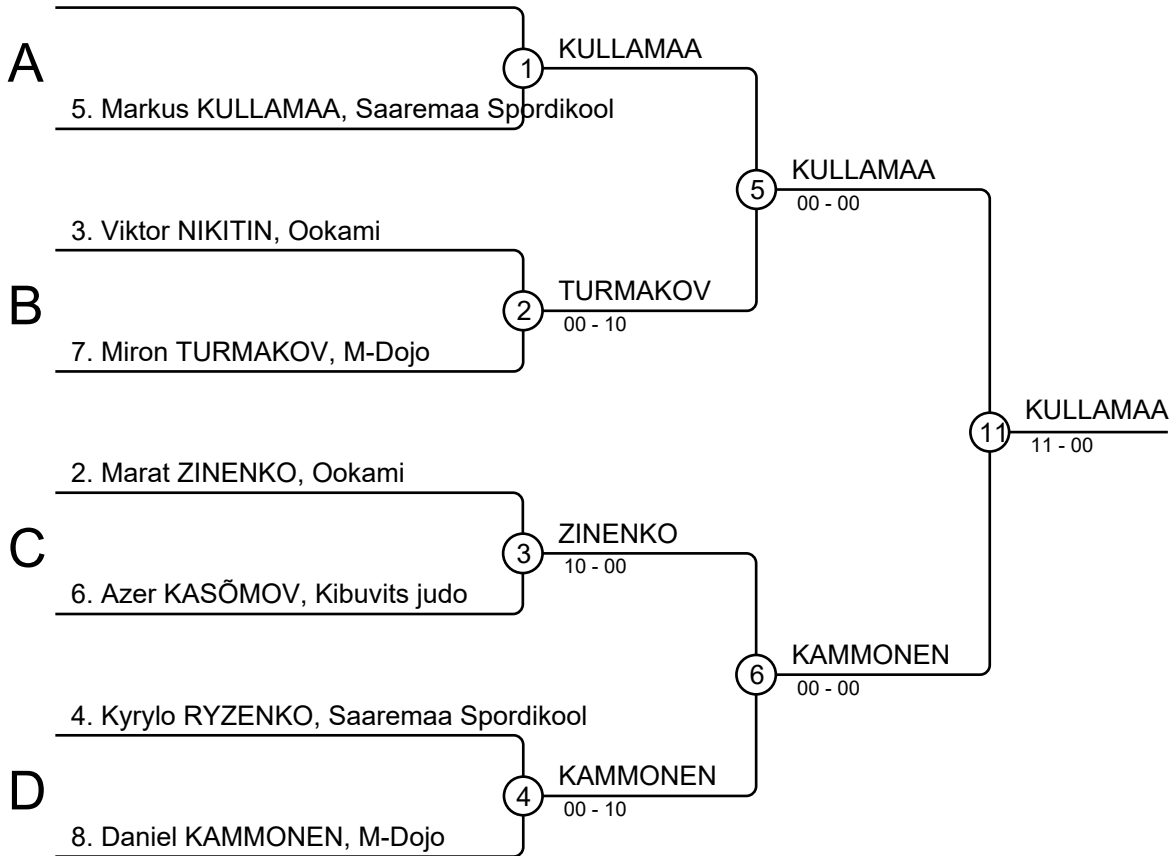 A
1
KULLAMAA
5. Markus KULLAMAA, Saaremaa Spordikool
5
KULLAMAA
00 - 00
3. Viktor NIKITIN, Ookami
B
2
TURMAKOV
00 - 10
7. Miron TURMAKOV, M-Dojo
11
KULLAMAA
11 - 00
2. Marat ZINENKO, Ookami
C
3
ZINENKO
10 - 00
6. Azer KASÕMOV, Kibuvits judo
6
KAMMONEN
00 - 00
4. Kyrylo RYZENKO, Saaremaa Spordikool
D
4
KAMMONEN
00 - 10
8. Daniel KAMMONEN, M-Dojo